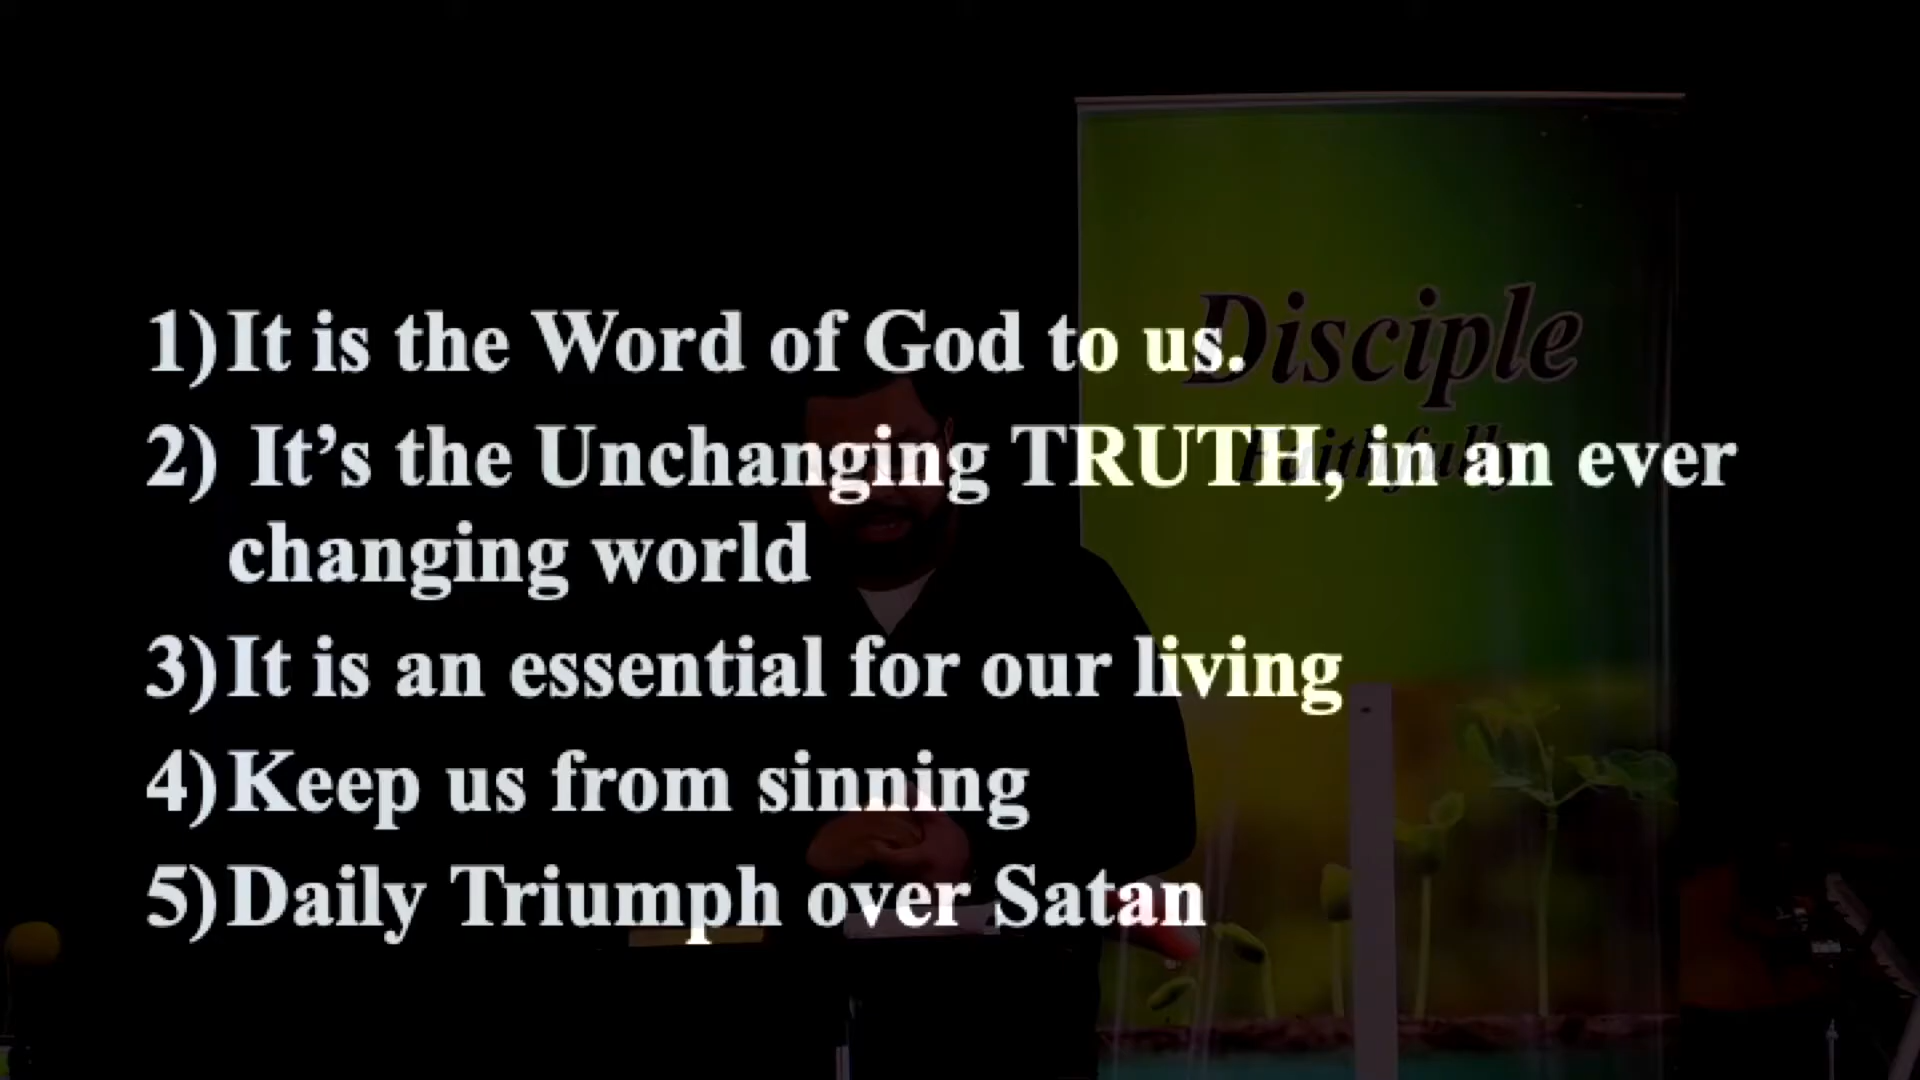 Disciple
Faithfully
1) It is the Word of God to us.
2) It’s the Unchanging TRUTH, in an ever
changing world
3) It is an essential for our living
4) Keep us from sinning
5) Daily Triumph over Satan